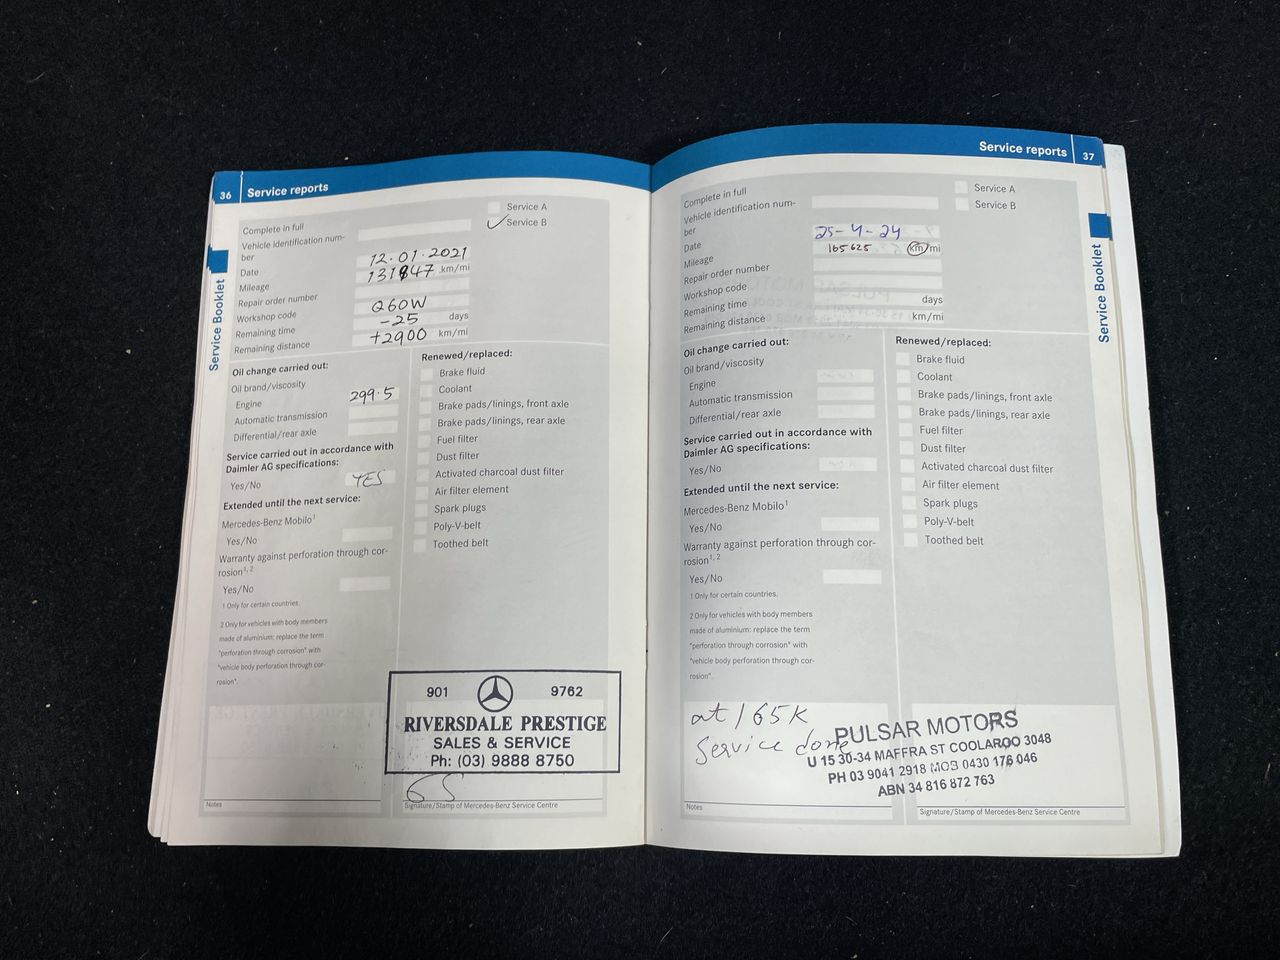 36 Service reports
Service Booklet
Service A
Service B
Complete in full
Vehicle identification num-
ber
Date 12.01.2021
Mileage 131847 km/mi
Repair order number
Workshop code Q60W
Remaining time -25 days
Remaining distance +2900 km/mi
Oil change carried out:
Oil brand/viscosity
Engine 299.5
Automatic transmission
Differential/rear axle
Service carried out in accordance with
Daimler AG specifications:
Yes/No YES
Extended until the next service:
Mercedes-Benz Mobilo1
Yes/No
Warranty against perforation through cor-
rosion1, 2
Yes/No
1 Only for certain countries.
2 Only for vehicles with body members
made of aluminium: replace the term
"perforation through corrosion" with
"vehicle body perforation through cor-
rosion".
Renewed/replaced:
Brake fluid
Coolant
Brake pads/linings, front axle
Brake pads/linings, rear axle
Fuel filter
Dust filter
Activated charcoal dust filter
Air filter element
Spark plugs
Poly-V-belt
Toothed belt
901 9762
RIVERSDALE PRESTIGE
SALES & SERVICE
Ph: (03) 9888 8750
Notes
Signature/Stamp of Mercedes-Benz Service Centre
Service reports 37
Service Booklet
Service A
Service B
Complete in full
Vehicle identification num-
ber
Date 25-4-24
Mileage 165625 km/mi
Repair order number
Workshop code
Remaining time days
Remaining distance km/mi
Oil change carried out:
Oil brand/viscosity
Engine
Automatic transmission
Differential/rear axle
Service carried out in accordance with
Daimler AG specifications:
Yes/No
Extended until the next service:
Mercedes-Benz Mobilo1
Yes/No
Warranty against perforation through cor-
rosion1, 2
Yes/No
1 Only for certain countries.
2 Only for vehicles with body members
made of aluminium: replace the term
"perforation through corrosion" with
"vehicle body perforation through cor-
rosion".
Renewed/replaced:
Brake fluid
Coolant
Brake pads/linings, front axle
Brake pads/linings, rear axle
Fuel filter
Dust filter
Activated charcoal dust filter
Air filter element
Spark plugs
Poly-V-belt
Toothed belt
at 165K
Service done
PULSAR MOTORS
U 15 30-34 MAFFRA ST COOLAROO 3048
PH 03 9041 2918 MOB 0430 176 046
ABN 34 816 872 763
Notes
Signature/Stamp of Mercedes-Benz Service Centre